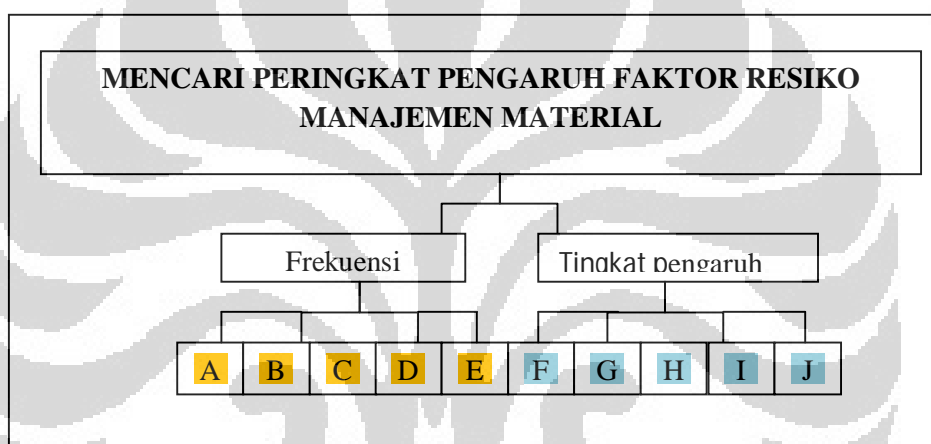 MENCARI PERINGKAT PENGARUH FAKTOR RESIKO
MANAJEMEN MATERIAL
Frekuensi
Tingkat pengaruh
A B C D E F G H I J